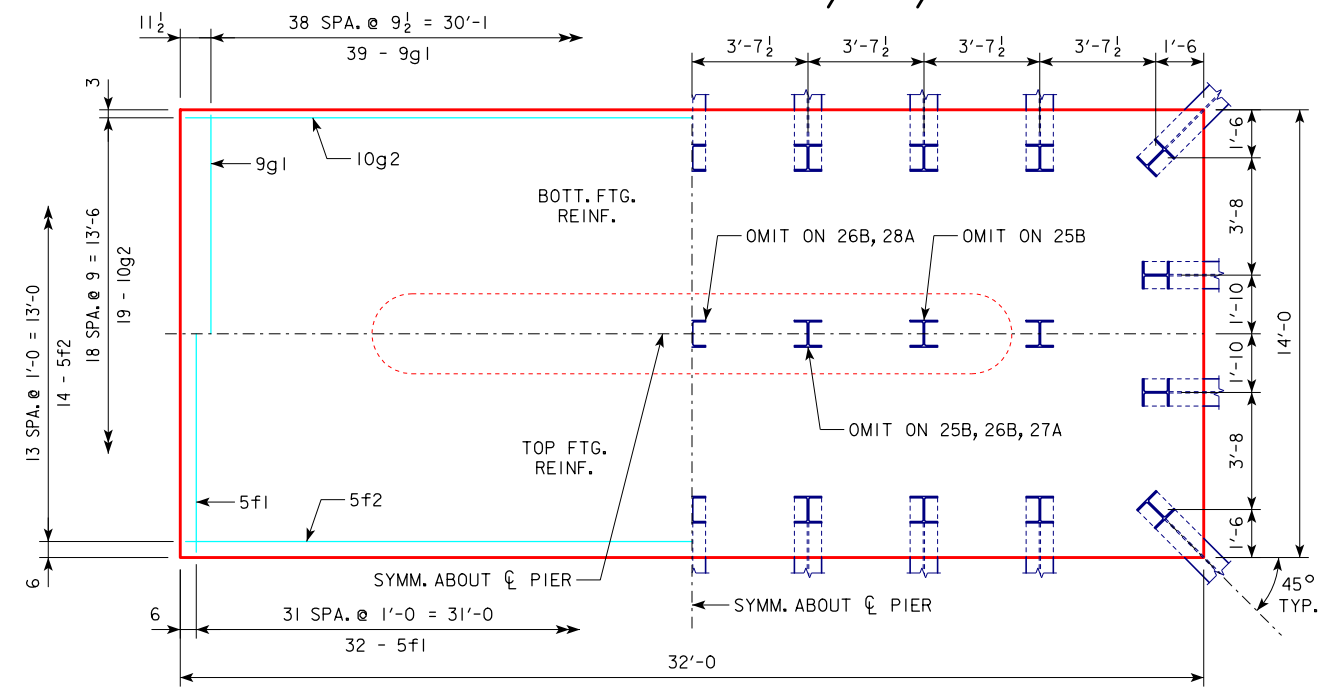 11½
38 SPA. @ 9½ = 30'-1
39 - 9g1
3'-7½
3'-7½
3'-7½
3'-7½
1'-6
3
18 SPA. @ 9 = 13'-6
19 - 10g2
13 SPA. @ 1'-0 = 13'-0
14 - 5f2
6
9g1
10g2
BOTT. FTG.
REINF.
OMIT ON 26B, 28A
OMIT ON 25B
OMIT ON 25B, 26B, 27A
TOP FTG.
REINF.
5f1
5f2
SYMM. ABOUT ℄ PIER
SYMM. ABOUT ℄ PIER
1'-6
3'-8
1'-10
1'-10
3'-8
1'-6
14'-0
45°
TYP.
6
31 SPA. @ 1'-0 = 31'-0
32 - 5f1
32'-0